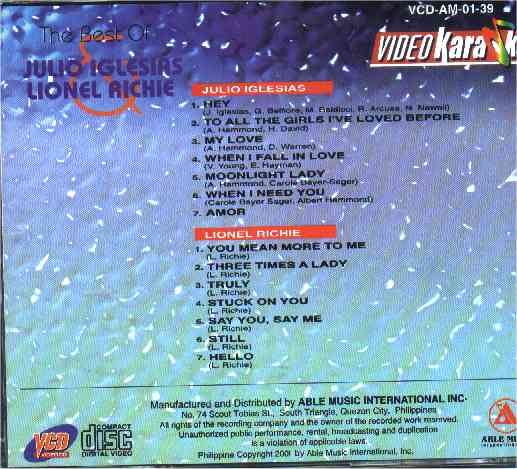 VCD-AM-01-39
The Best Of
JULIO IGLESIAS
&
LIONEL RICHIE
VIDEO Kara K
JULIO IGLESIAS
1. HEY
(J. Iglesias, G. Belfiore, M. Balducci, R. Arcusa, N. Newell)
2. TO ALL THE GIRLS I'VE LOVED BEFORE
(A. Hammond, H. David)
3. MY LOVE
(A. Hammond, D. Warren)
4. WHEN I FALL IN LOVE
(V. Young, E. Hayman)
5. MOONLIGHT LADY
(A. Hammond, Carole Bayer-Sager)
6. WHEN I NEED YOU
(Carole Bayer Sager, Albert Hammond)
7. AMOR
LIONEL RICHIE
1. YOU MEAN MORE TO ME
(L. Richie)
2. THREE TIMES A LADY
(L. Richie)
3. TRULY
(L. Richie)
4. STUCK ON YOU
(L. Richie)
5. SAY YOU, SAY ME
(L. Richie)
6. STILL
(L. Richie)
7. HELLO
(L. Richie)
Manufactured and Distributed by ABLE MUSIC INTERNATIONAL INC.
No. 74 Scout Tobias St., South Triangle, Quezon City, Philippines
All rights of the recording company and the owner of the recorded work reserved.
Unauthorized public performance, rental, broadcasting and duplication
is a violation of applicable laws.
Philippine Copyright 2001 by Able Music International, Inc.
VCD
COMPACT
disc
DIGITAL VIDEO
ABLE MU